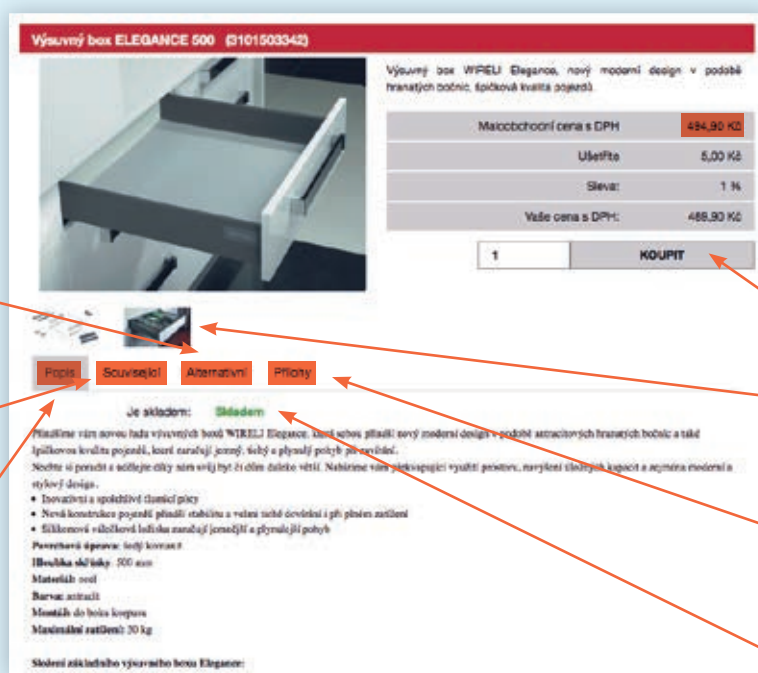 Výsuvný box ELEGANCE 500 (3101503342)
Výsuvný box WIRELI Elegance, nový moderní design v podobě
hranatých bočnic, špičková kvalita pojezdů.
Maloobchodní cena s DPH 494,90 Kč
Ušetříte 5,00 Kč
Sleva: 1 %
Vaše cena s DPH: 489,90 Kč
1 KOUPIT
Popis Související Alternativní Přílohy
Je skladem: Skladem
Přinášíme vám novou řadu výsuvných boxů WIRELI Elegance, která sebou přináší nový moderní design v podobě antracitových hranatých bočnic a také
špičkovou kvalitu pojezdů, které zaručují jemný, tichý a plynulý pohyb při zavírání.
Nechte si poradit a udělejte díky nám svůj byt či dům daleko větší. Nabízíme vám překvapující využití prostoru, navýšení úložných kapacit a zejména moderní a
stylový design.
• Inovativní a spolehlivé tlumicí písty
• Nová konstrukce pojezdů přináší stabilitu a velmi tiché dovírání i při plném zatížení
• Silikonová válečková ložiska zaručují jemnější a plynulejší pohyb
Povrchová úprava: šedý komaxit
Hloubka skříňky: 500 mm
Materiál: ocel
Barva: antracit
Montáž: do boku korpusu
Maximální zatížení: 30 kg
Složení základního výsuvného boxu Elegance: